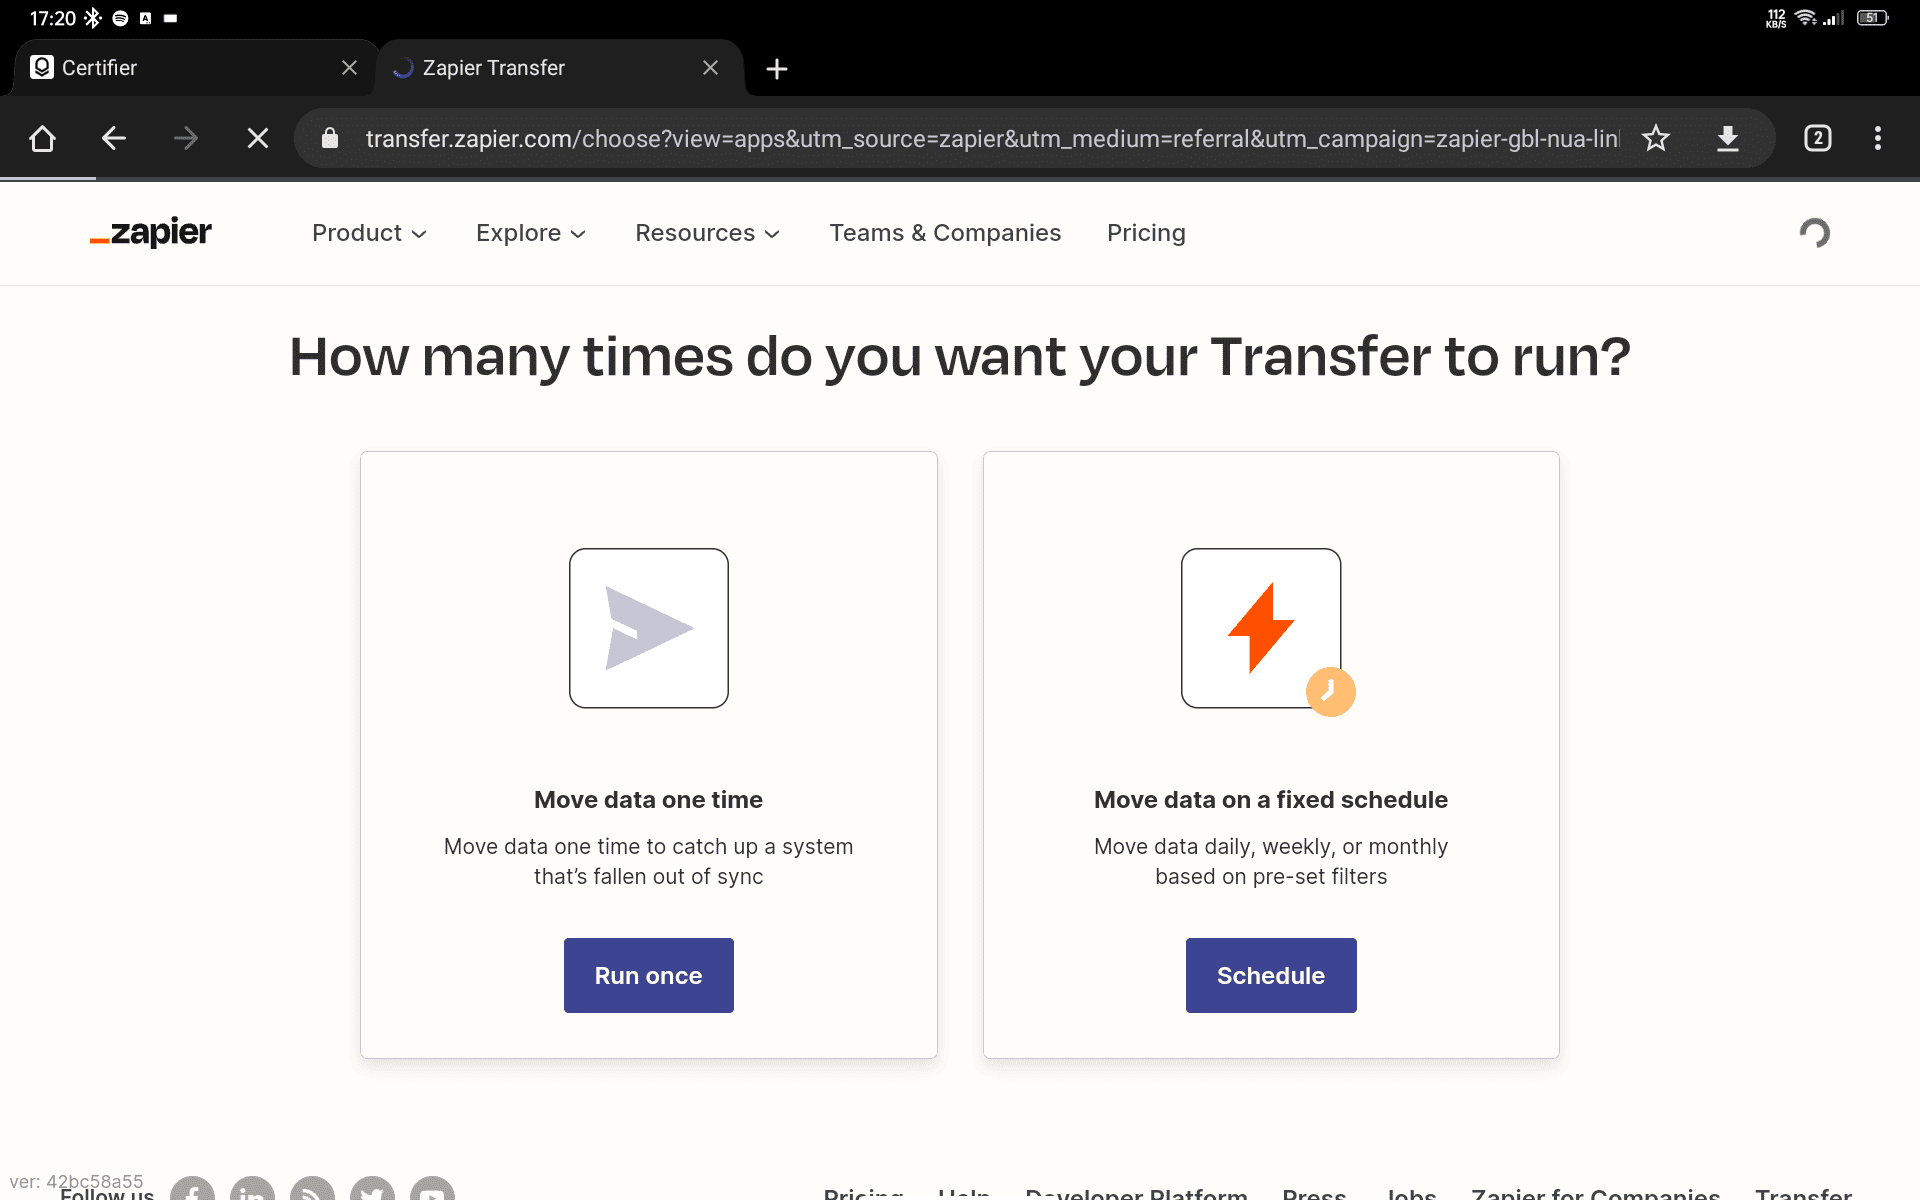 17:20
112 KB/S
51
Certifier
Zapier Transfer
transfer.zapier.com/choose?view=apps&utm_source=zapier&utm_medium=referral&utm_campaign=zapier-gbl-nua-lin
2
zapier
Product
Explore
Resources
Teams & Companies
Pricing
How many times do you want your Transfer to run?
Move data one time
Move data one time to catch up a system
that’s fallen out of sync
Run once
Move data on a fixed schedule
Move data daily, weekly, or monthly
based on pre-set filters
Schedule
ver: 42bc58a55
Follow us
Pricing Help Developer Platform Press Jobs Zapier for Companies Transfer